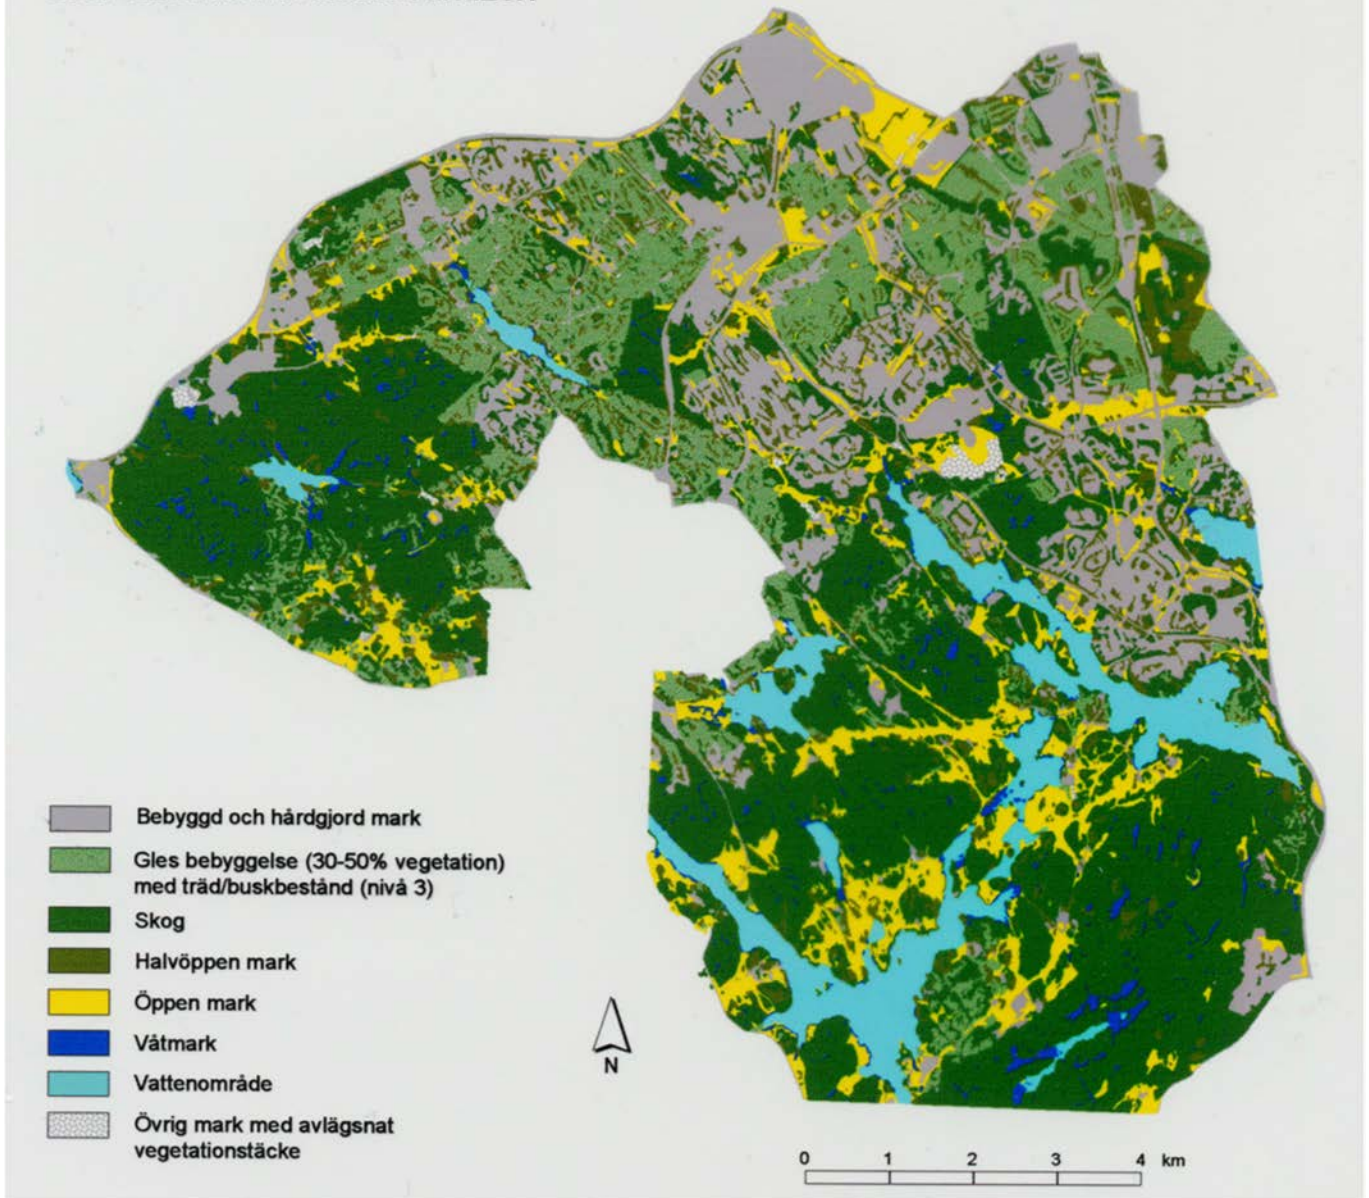 Bebyggd och hårdgjord mark
Gles bebyggelse (30-50% vegetation)
med träd/buskbestånd (nivå 3)
Skog
Halvöppen mark
Öppen mark
Våtmark
Vattenområde
Övrig mark med avlägsnat
vegetationstäcke
N
0 1 2 3 4 km